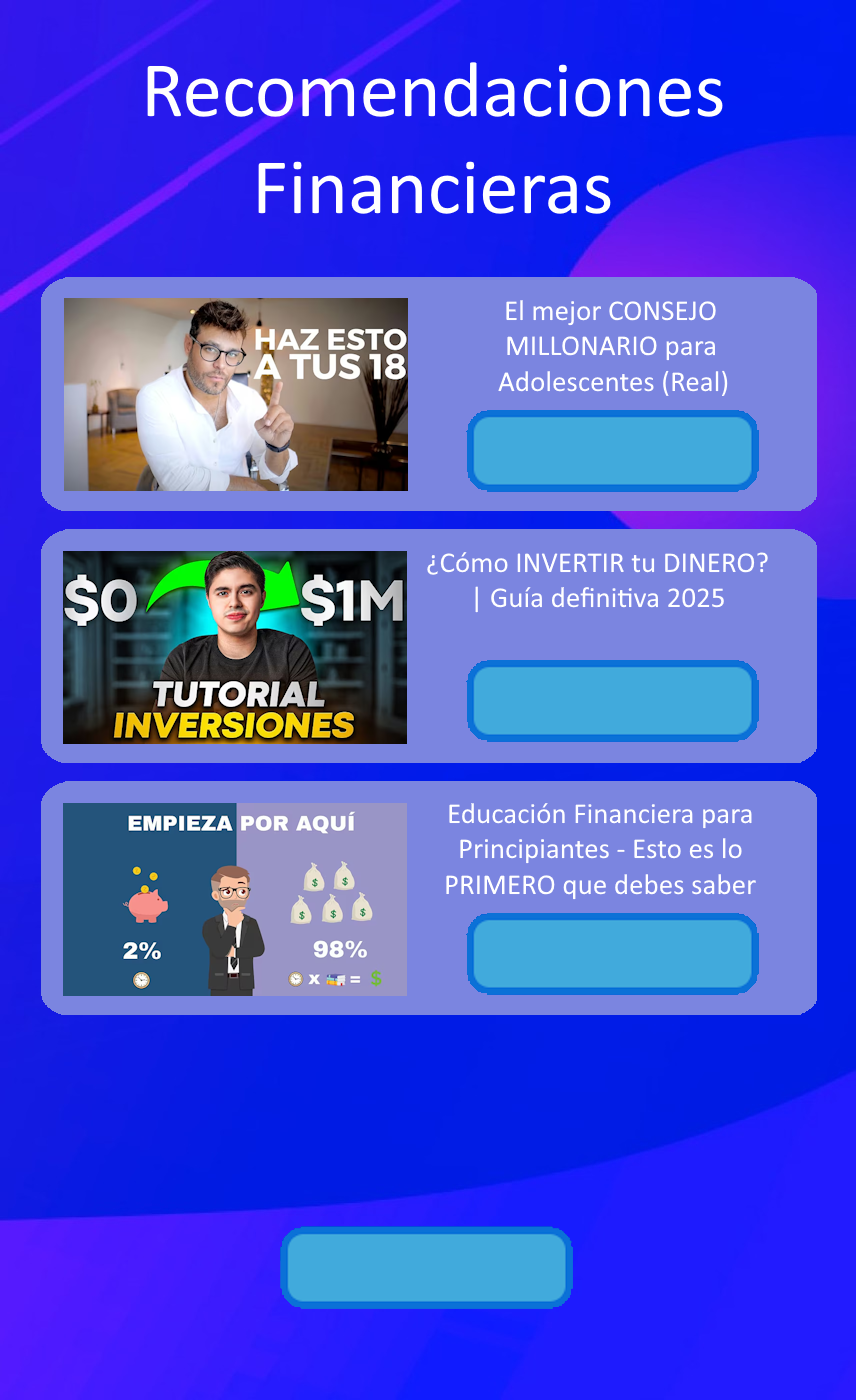 Recomendaciones
Financieras
HAZ ESTO
A TUS 18
El mejor CONSEJO
MILLONARIO para
Adolescentes (Real)
$0 $1M
TUTORIAL
INVERSIONES
¿Cómo INVERTIR tu DINERO?
| Guía definitiva 2025
EMPIEZA POR AQUÍ
2% 98%
x = $
Educación Financiera para
Principiantes - Esto es lo
PRIMERO que debes saber